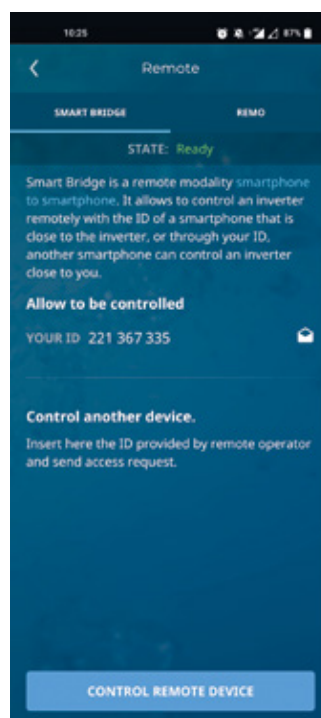 10:25
87%
Remote
SMART BRIDGE
REMO
STATE: Ready
Smart Bridge is a remote modality smartphone
to smartphone. It allows to control an inverter
remotely with the ID of a smartphone that is
close to the inverter, or through your ID,
another smartphone can control an inverter
close to you.
Allow to be controlled
YOUR ID 221 367 335
Control another device.
Insert here the ID provided by remote operator
and send access request.
CONTROL REMOTE DEVICE